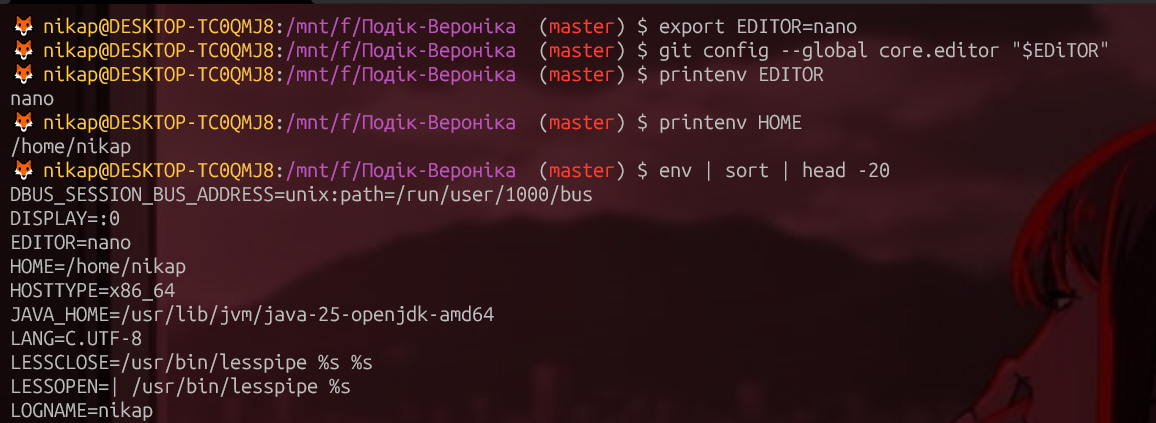 🦊 nikap@DESKTOP-TC0QMJ8:/mnt/f/Подік-Вероніка (master) $ export EDITOR=nano
🦊 nikap@DESKTOP-TC0QMJ8:/mnt/f/Подік-Вероніка (master) $ git config --global core.editor "$EDiTOR"
🦊 nikap@DESKTOP-TC0QMJ8:/mnt/f/Подік-Вероніка (master) $ printenv EDITOR
nano
🦊 nikap@DESKTOP-TC0QMJ8:/mnt/f/Подік-Вероніка (master) $ printenv HOME
/home/nikap
🦊 nikap@DESKTOP-TC0QMJ8:/mnt/f/Подік-Вероніка (master) $ env | sort | head -20
DBUS_SESSION_BUS_ADDRESS=unix:path=/run/user/1000/bus
DISPLAY=:0
EDITOR=nano
HOME=/home/nikap
HOSTTYPE=x86_64
JAVA_HOME=/usr/lib/jvm/java-25-openjdk-amd64
LANG=C.UTF-8
LESSCLOSE=/usr/bin/lesspipe %s %s
LESSOPEN=| /usr/bin/lesspipe %s
LOGNAME=nikap